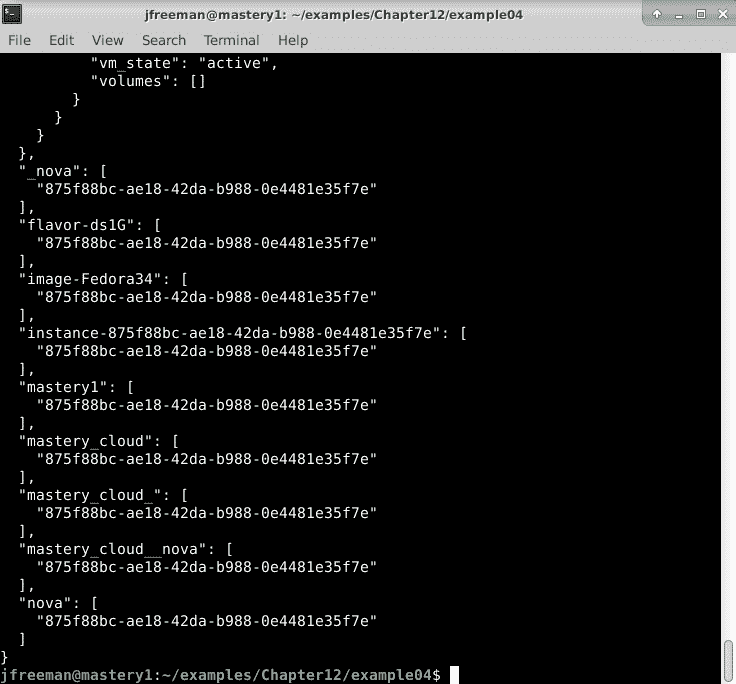 jfreeman@mastery1: ~/examples/Chapter12/example04
File Edit View Search Terminal Help
"vm_state": "active",
"volumes": []
}
}
}
},
"_nova": [
"875f88bc-ae18-42da-b988-0e4481e35f7e"
],
"flavor-ds1G": [
"875f88bc-ae18-42da-b988-0e4481e35f7e"
],
"image-Fedora34": [
"875f88bc-ae18-42da-b988-0e4481e35f7e"
],
"instance-875f88bc-ae18-42da-b988-0e4481e35f7e": [
"875f88bc-ae18-42da-b988-0e4481e35f7e"
],
"mastery1": [
"875f88bc-ae18-42da-b988-0e4481e35f7e"
],
"mastery_cloud": [
"875f88bc-ae18-42da-b988-0e4481e35f7e"
],
"mastery_cloud_": [
"875f88bc-ae18-42da-b988-0e4481e35f7e"
],
"mastery_cloud__nova": [
"875f88bc-ae18-42da-b988-0e4481e35f7e"
],
"nova": [
"875f88bc-ae18-42da-b988-0e4481e35f7e"
]
}
jfreeman@mastery1:~/examples/Chapter12/example04$